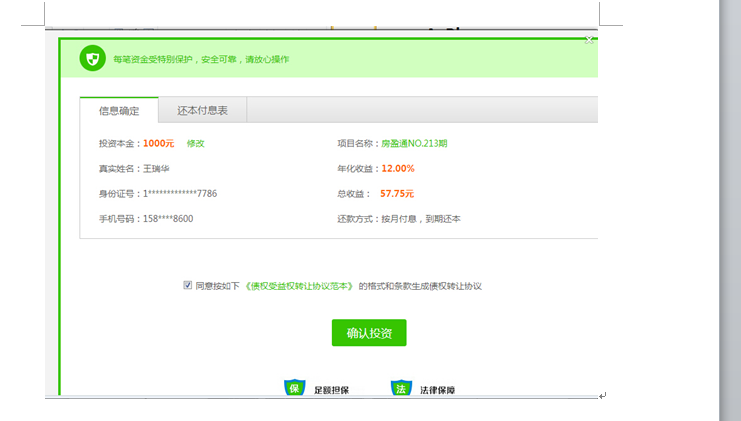 每笔资金受特别保护，安全可靠，请放心操作
信息确定 还本付息表
投资本金：1000元 修改 项目名称：房盈通NO.213期
真实姓名：王瑞华 年化收益：12.00%
身份证号：1*************7786 总收益： 57.75元
手机号码：158****8600 还款方式：按月付息，到期还本
同意按如下《债权受益权转让协议范本》 的格式和条款生成债权转让协议
确认投资
保 足额担保 法 法律保障